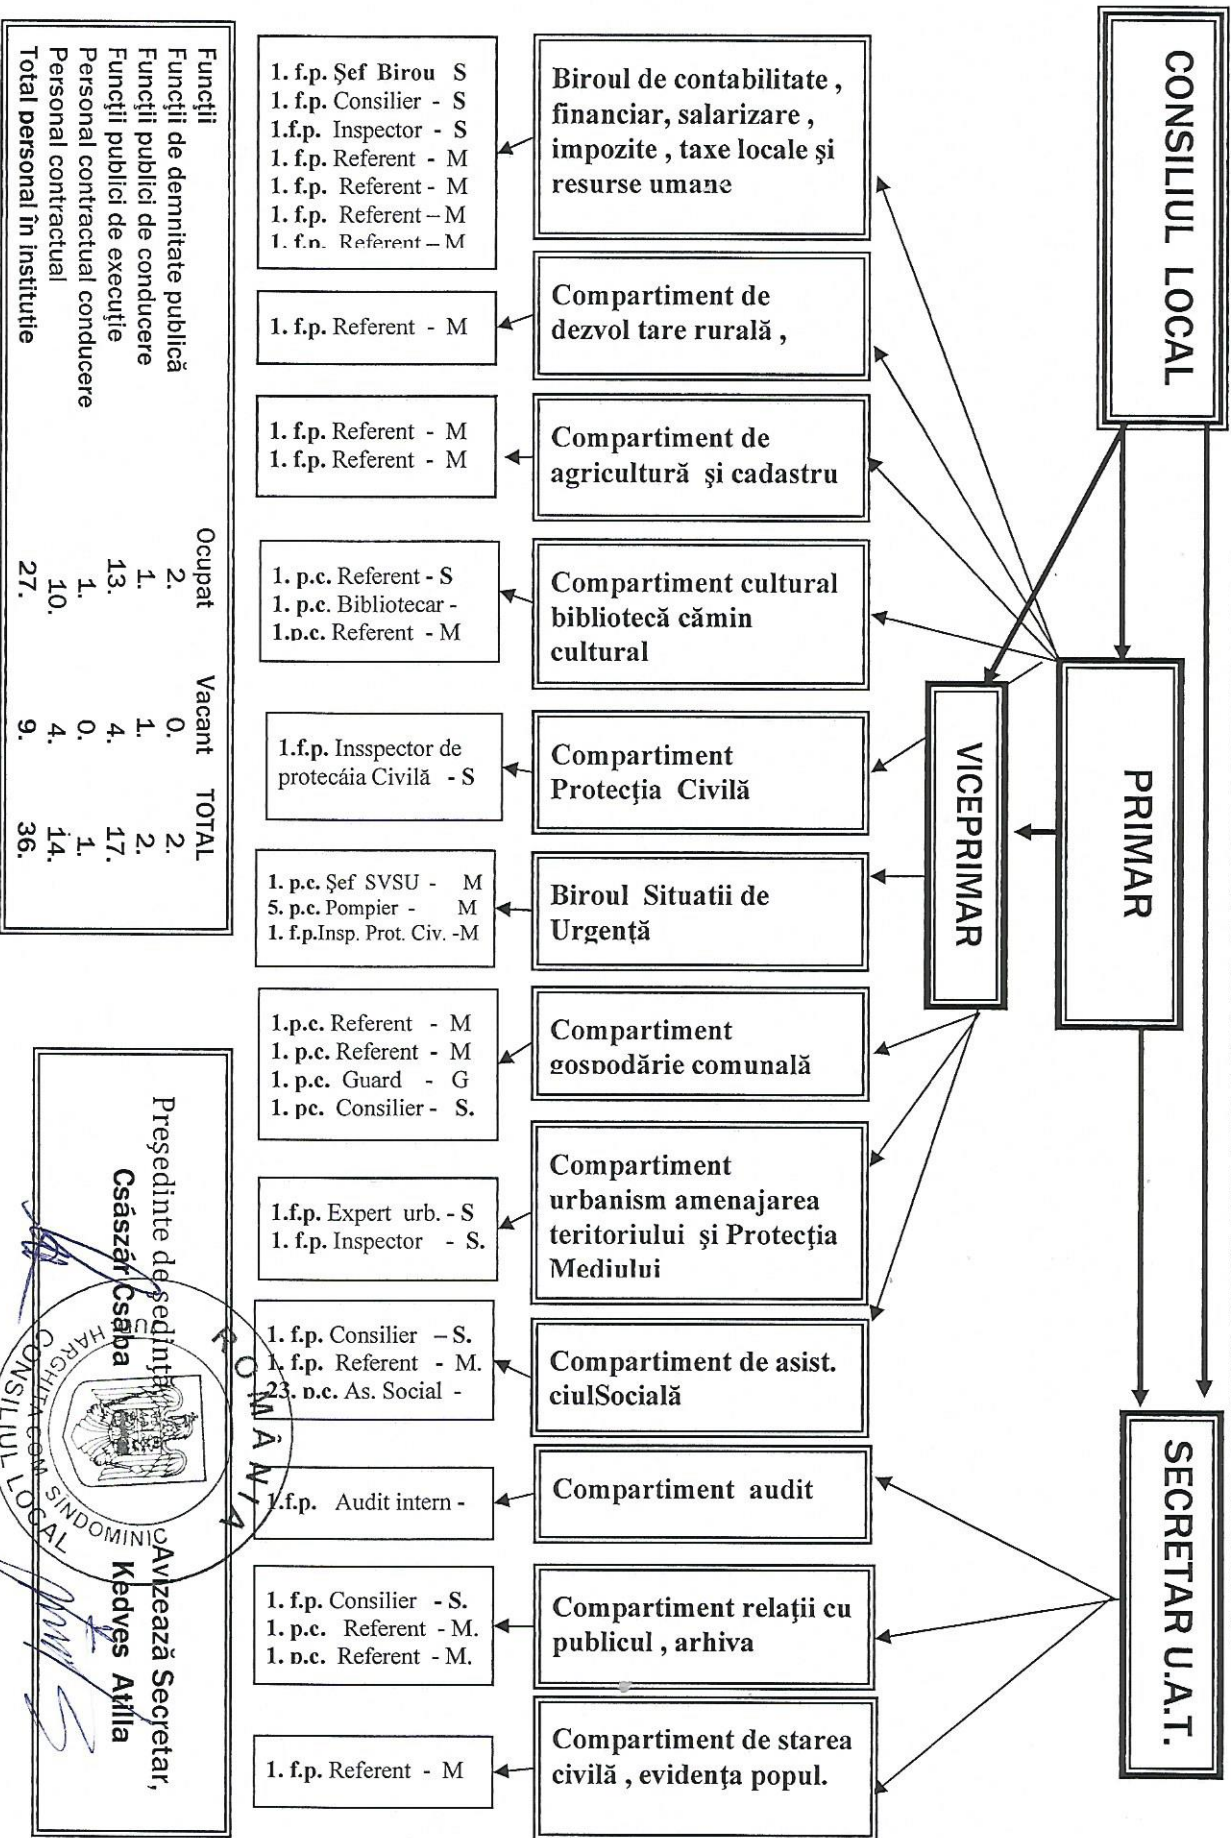 CONSILIUL LOCAL
PRIMAR
VICEPRIMAR
SECRETAR U.A.T.
Biroul de contabilitate ,
financiar, salarizare ,
impozite , taxe locale și
resurse umane
1. f.p. Şef Birou S
1. f.p. Consilier - S
1.f.p. Inspector - S
1. f.p. Referent - M
1. f.p. Referent - M
1. f.p. Referent – M
1. f.p. Referent – M
Compartiment de
dezvol tare rurală ,
1. f.p. Referent - M
Compartiment de
agricultură şi cadastru
1. f.p. Referent - M
1. f.p. Referent - M
Compartiment cultural
bibliotecă cămin
cultural
1. p.c. Referent - S
1. p.c. Bibliotecar -
1.p.c. Referent - M
Compartiment
Protecţia Civilă
1.f.p. Insspector de
protecáia Civilă - S
Biroul Situatii de
Urgenţă
1. p.c. Şef SVSU - M
5. p.c. Pompier - M
1. f.p.Insp. Prot. Civ. -M
Compartiment
gospodărie comunală
1.p.c. Referent - M
1. p.c. Referent - M
1. p.c. Guard - G
1. pc. Consilier - S.
Compartiment
urbanism amenajarea
teritoriului şi Protecţia
Mediului
1.f.p. Expert urb. - S
1. f.p. Inspector - S.
Compartiment de asist.
ciulSocială
1. f.p. Consilier – S.
1. f.p. Referent - M.
23. p.c. As. Social -
Compartiment audit
1.f.p. Audit intern -
Compartiment relaţii cu
publicul , arhiva
1. f.p. Consilier - S.
1. p.c. Referent - M.
1. p.c. Referent - M.
Compartiment de starea
civilă , evidenţa popul.
1. f.p. Referent - M
Funcţii Ocupat Vacant TOTAL
Funcţii de demnitate publică 2. 0. 2.
Funcţii publici de conducere 1. 1. 2.
Funcţii publici de execuţie 13. 4. 17.
Personal contractual conducere 1. 0. 1.
Personal contractual 10. 4. 14.
Total personal în institutie 27. 9. 36.
Preşedinte de şedinţă, Avizează Secretar,
Császár Csaba Kedves Atilla
ROMÂNIA
HARGHITA COM SÎNDOMINIC
CONSILIUL LOCAL